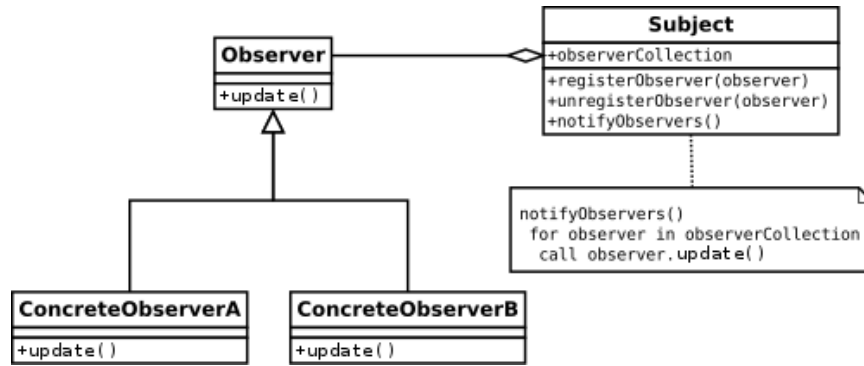 Subject
+observerCollection
+registerObserver(observer)
+unregisterObserver(observer)
+notifyObservers()
Observer
+update()
notifyObservers()
for observer in observerCollection
call observer.update()
ConcreteObserverA
+update()
ConcreteObserverB
+update()